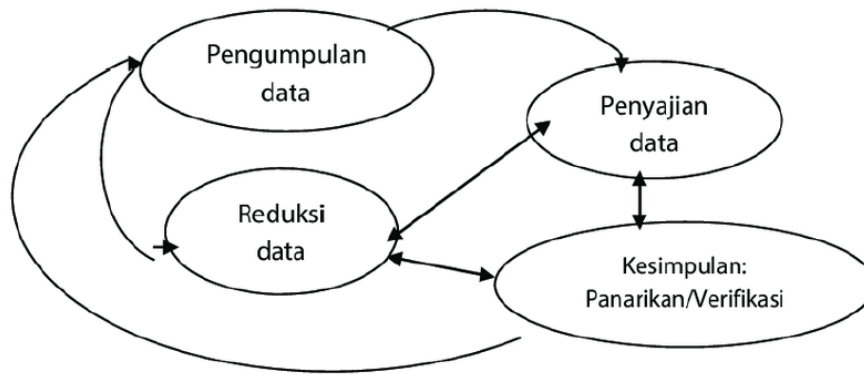 Pengumpulan
data
Penyajian
data
Reduksi
data
Kesimpulan:
Panarikan/Verifikasi